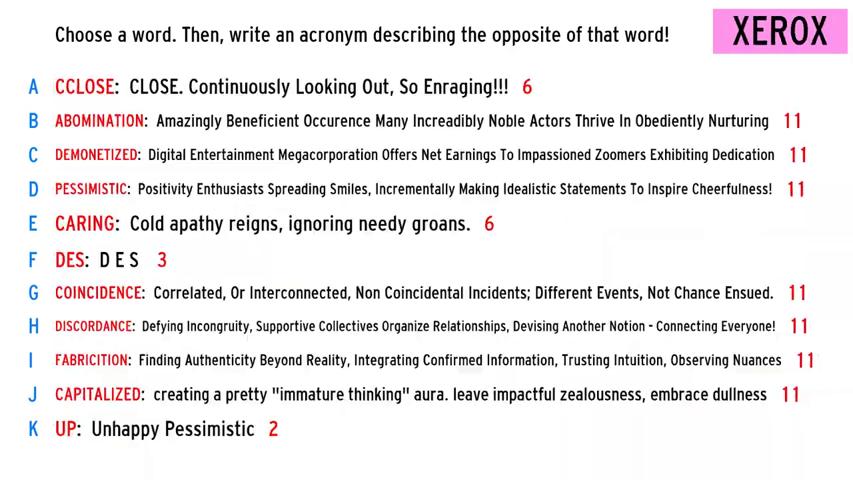 Choose a word. Then, write an acronym describing the opposite of that word!
XEROX
A CCLOSE: CLOSE. Continuously Looking Out, So Enraging!!! 6
B ABOMINATION: Amazingly Beneficient Occurence Many Increadibly Noble Actors Thrive In Obediently Nurturing 11
C DEMONETIZED: Digital Entertainment Megacorporation Offers Net Earnings To Impassioned Zoomers Exhibiting Dedication 11
D PESSIMISTIC: Positivity Enthusiasts Spreading Smiles, Incrementally Making Idealistic Statements To Inspire Cheerfulness! 11
E CARING: Cold apathy reigns, ignoring needy groans. 6
F DES: D E S 3
G COINCIDENCE: Correlated, Or Interconnected, Non Coincidental Incidents; Different Events, Not Chance Ensued. 11
H DISCORDANCE: Defying Incongruity, Supportive Collectives Organize Relationships, Devising Another Notion - Connecting Everyone! 11
I FABRICITION: Finding Authenticity Beyond Reality, Integrating Confirmed Information, Trusting Intuition, Observing Nuances 11
J CAPITALIZED: creating a pretty "immature thinking" aura. leave impactful zealousness, embrace dullness 11
K UP: Unhappy Pessimistic 2